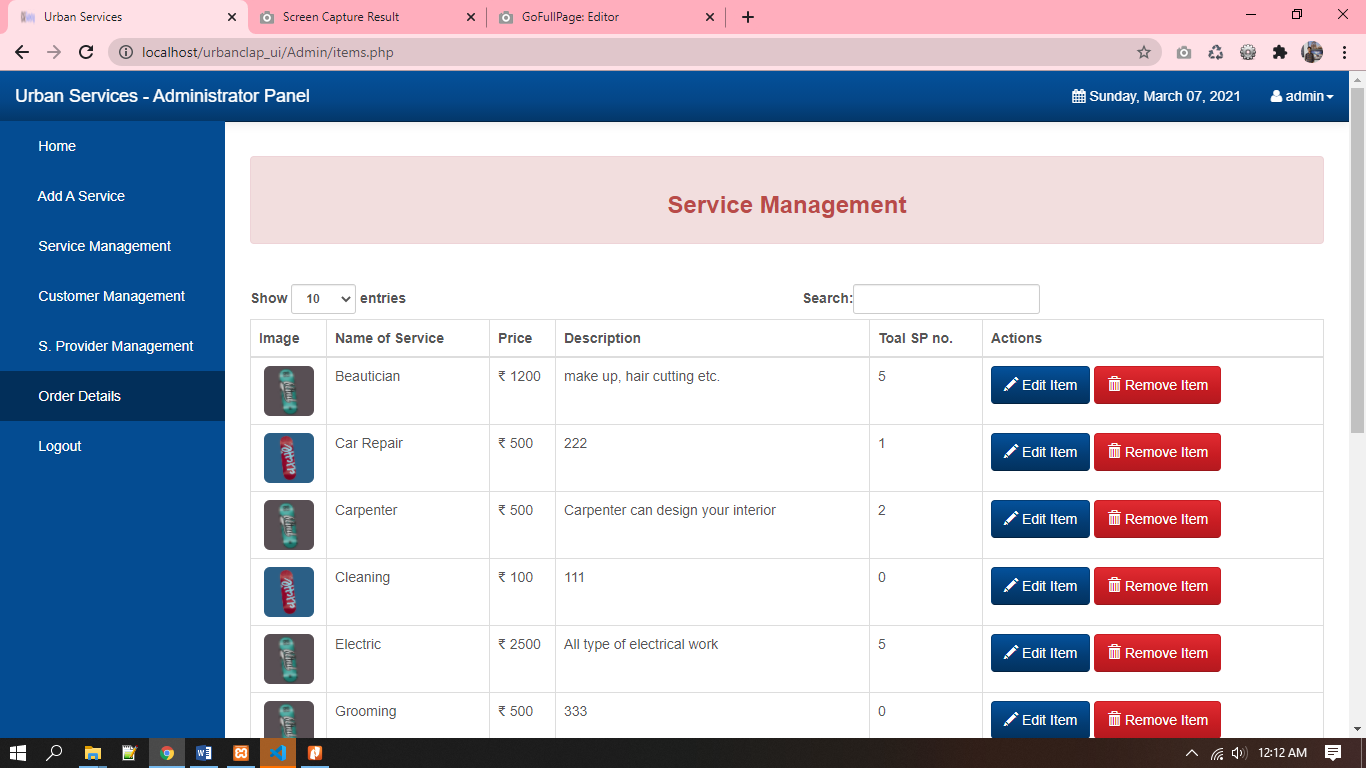 Urban Services
Screen Capture Result
GoFullPage: Editor
localhost/urbanclap_ui/Admin/items.php
Urban Services - Administrator Panel
Sunday, March 07, 2021
admin
Home
Add A Service
Service Management
Customer Management
S. Provider Management
Order Details
Logout
Service Management
Show 10 entries
Search:
Image Name of Service Price Description Toal SP no. Actions
Beautician ₹ 1200 make up, hair cutting etc. 5 Edit Item Remove Item
Car Repair ₹ 500 222 1 Edit Item Remove Item
Carpenter ₹ 500 Carpenter can design your interior 2 Edit Item Remove Item
Cleaning ₹ 100 111 0 Edit Item Remove Item
Electric ₹ 2500 All type of electrical work 5 Edit Item Remove Item
Grooming ₹ 500 333 0 Edit Item Remove Item
12:12 AM